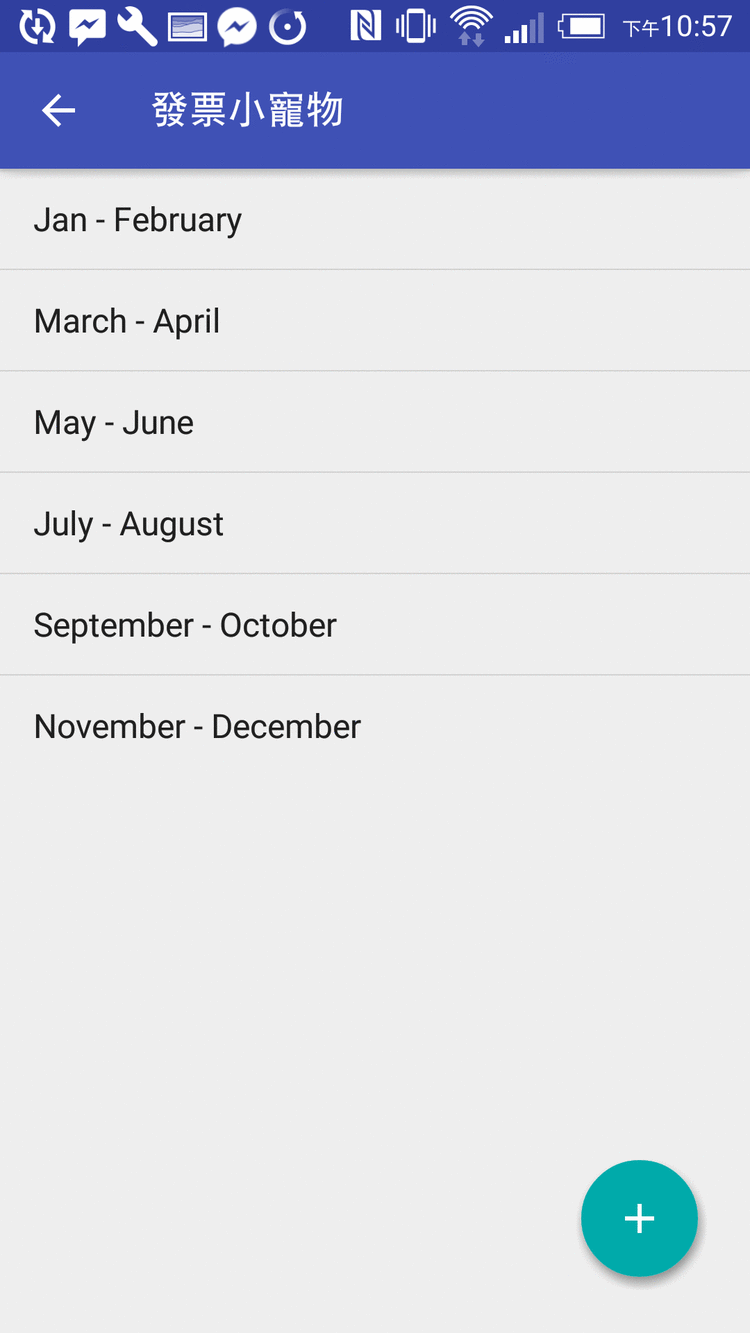 下午10:57
發票小寵物
Jan - February
March - April
May - June
July - August
September - October
November - December